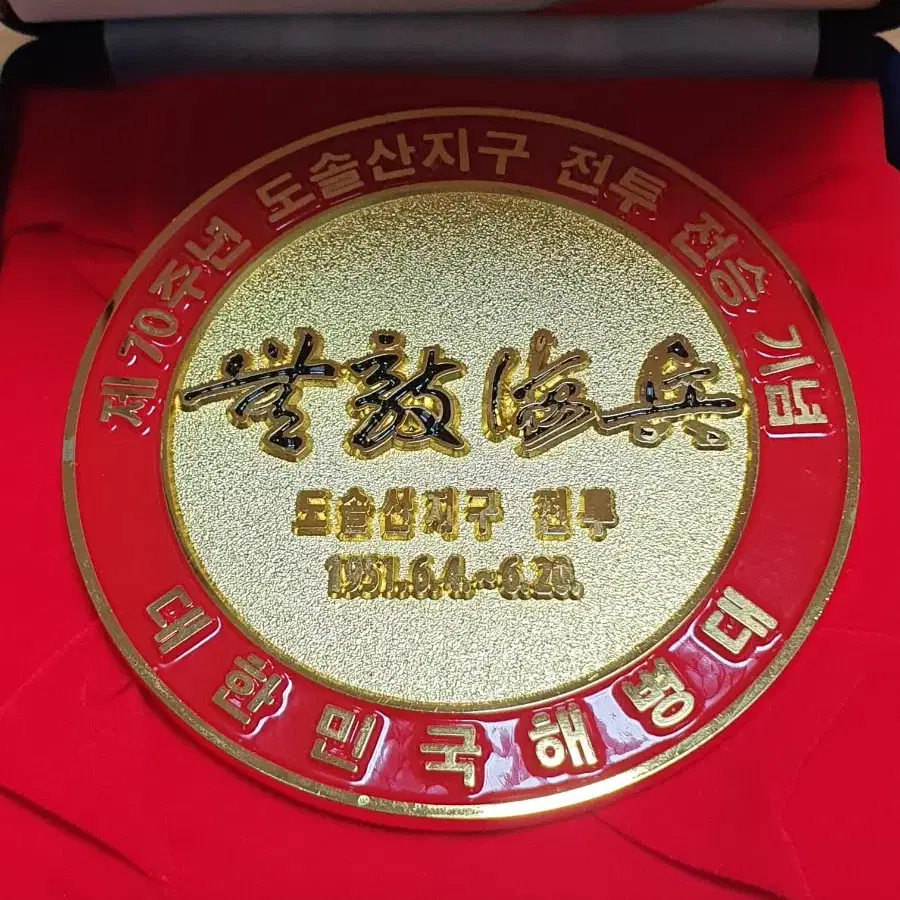 제70주년 도솔산지구 전투 전승 기념
無敵海兵
도솔산지구 전투
1951.6.4.~6.20.
대한민국해병대